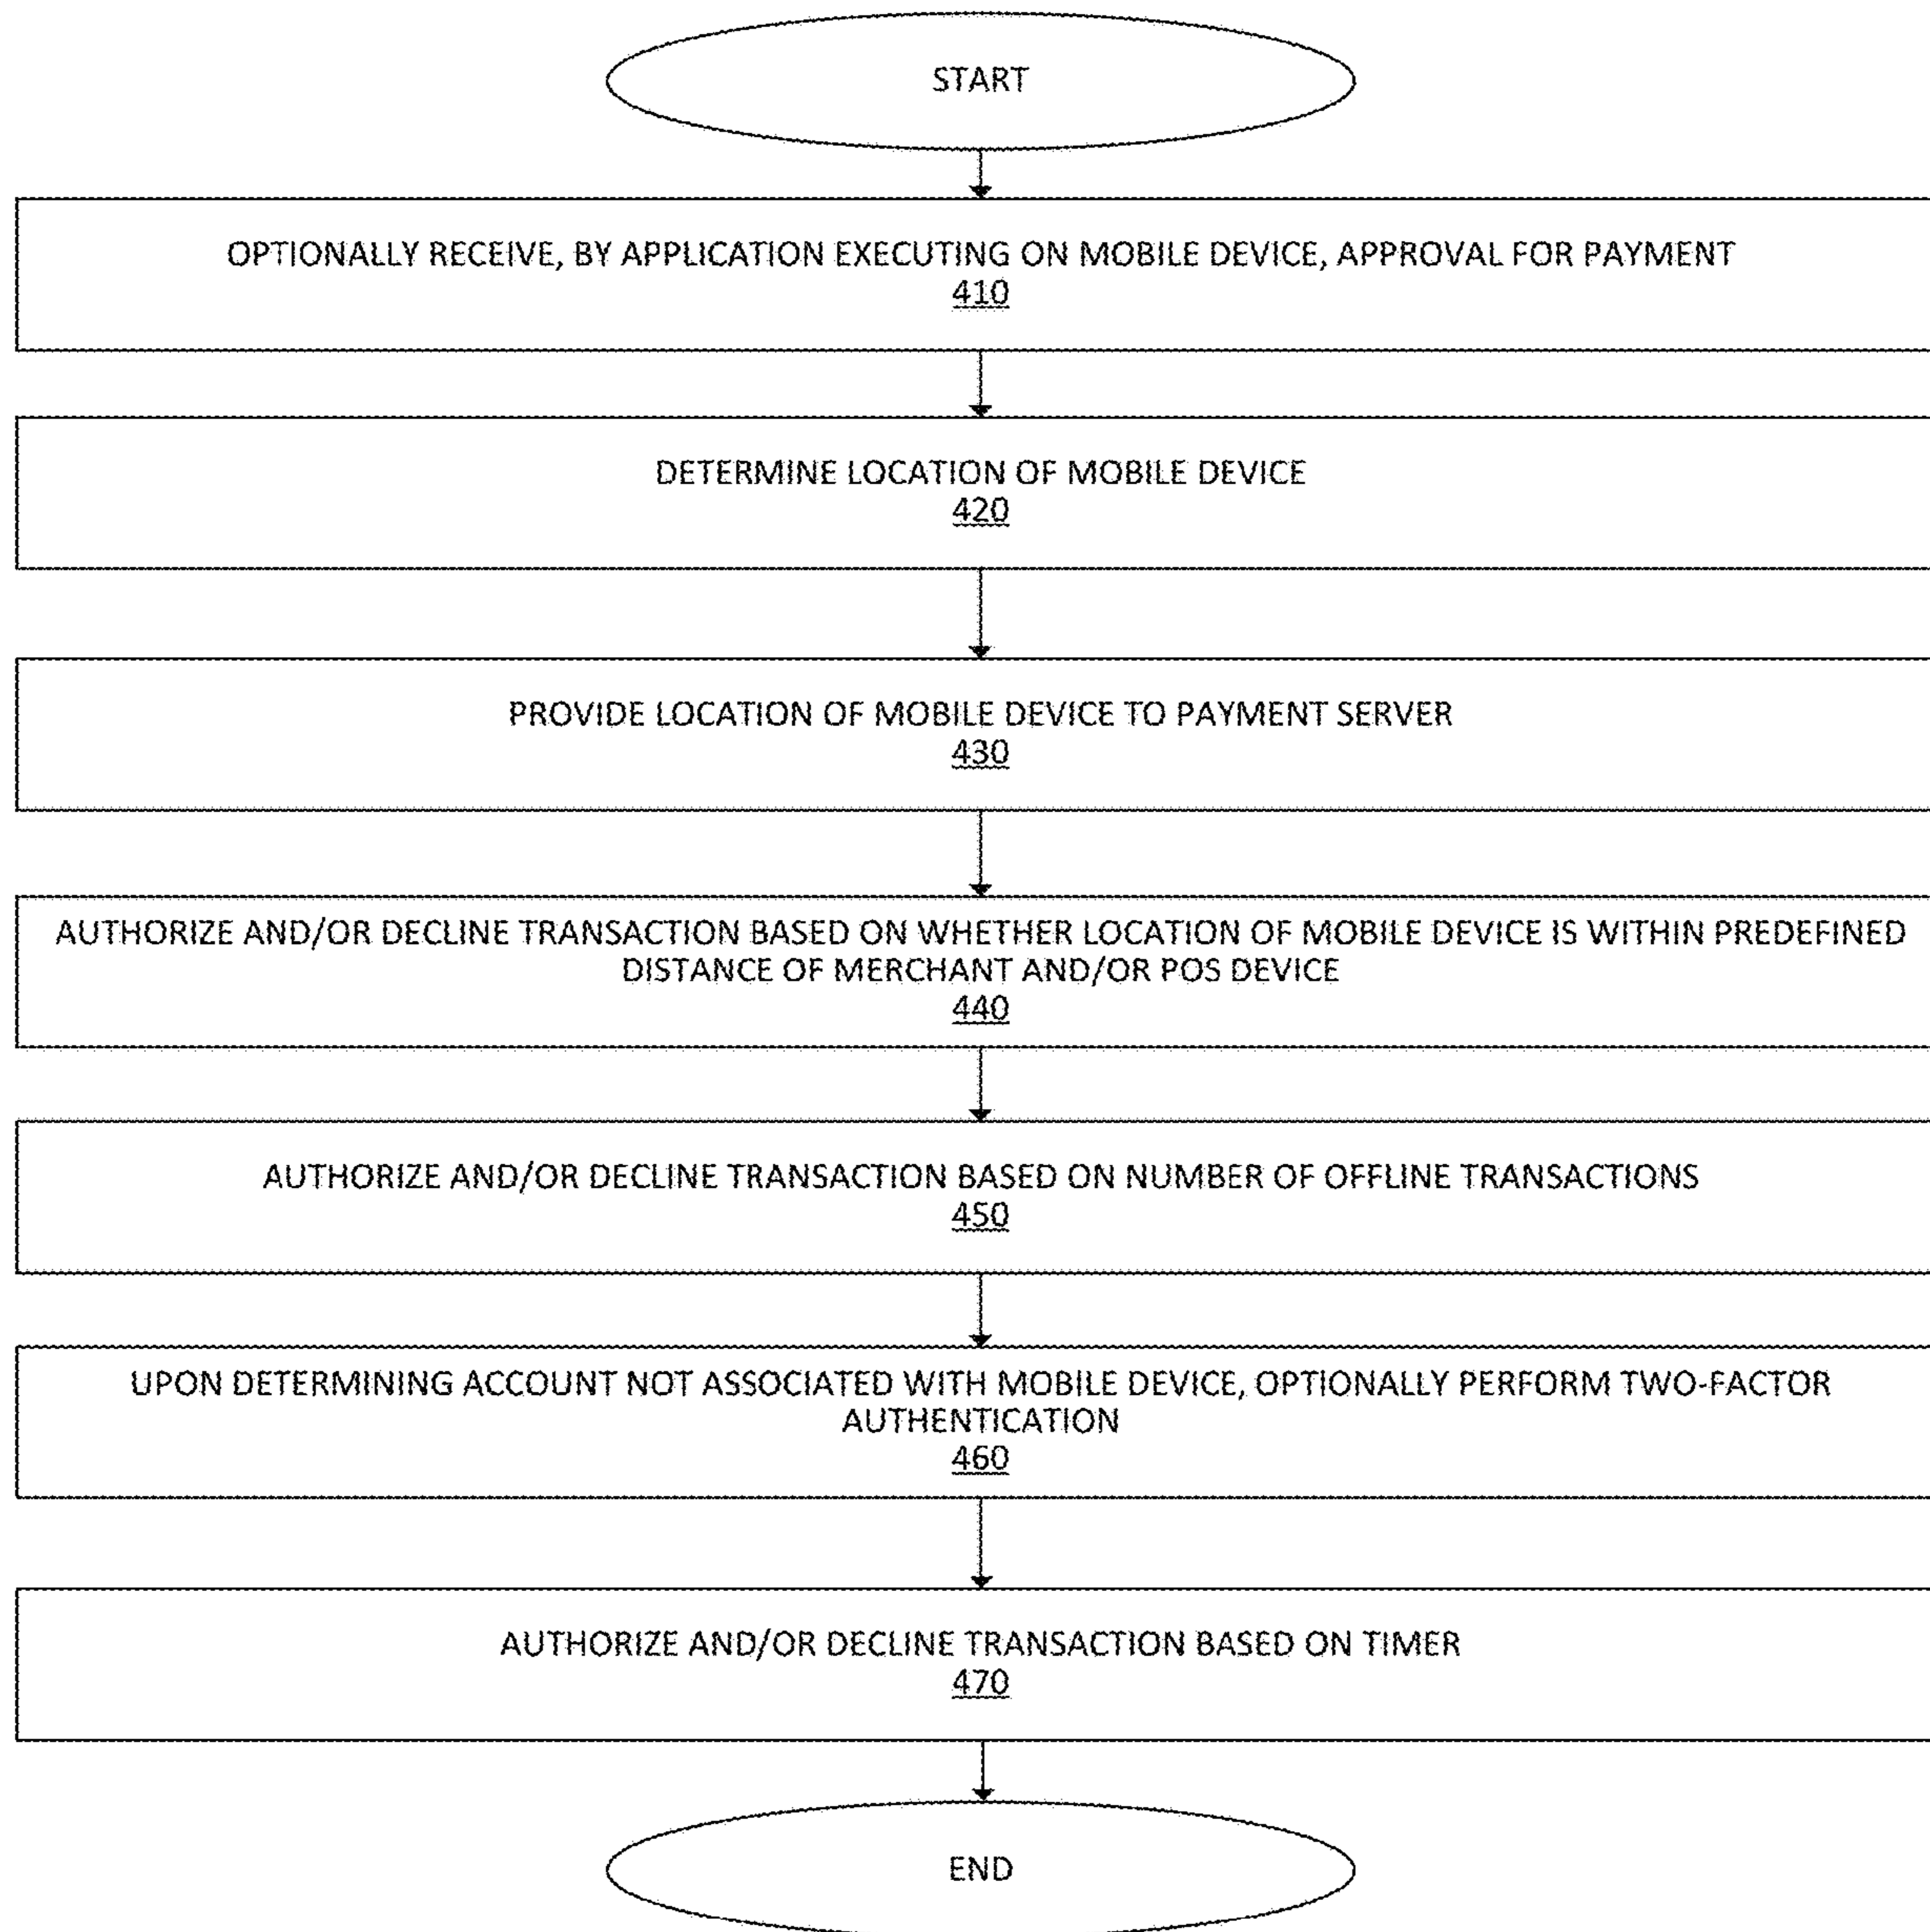 START
OPTIONALLY RECEIVE, BY APPLICATION EXECUTING ON MOBILE DEVICE, APPROVAL FOR PAYMENT
410
DETERMINE LOCATION OF MOBILE DEVICE
420
PROVIDE LOCATION OF MOBILE DEVICE TO PAYMENT SERVER
430
AUTHORIZE AND/OR DECLINE TRANSACTION BASED ON WHETHER LOCATION OF MOBILE DEVICE IS WITHIN PREDEFINED
DISTANCE OF MERCHANT AND/OR POS DEVICE
440
AUTHORIZE AND/OR DECLINE TRANSACTION BASED ON NUMBER OF OFFLINE TRANSACTIONS
450
UPON DETERMINING ACCOUNT NOT ASSOCIATED WITH MOBILE DEVICE, OPTIONALLY PERFORM TWO-FACTOR
AUTHENTICATION
460
AUTHORIZE AND/OR DECLINE TRANSACTION BASED ON TIMER
470
END